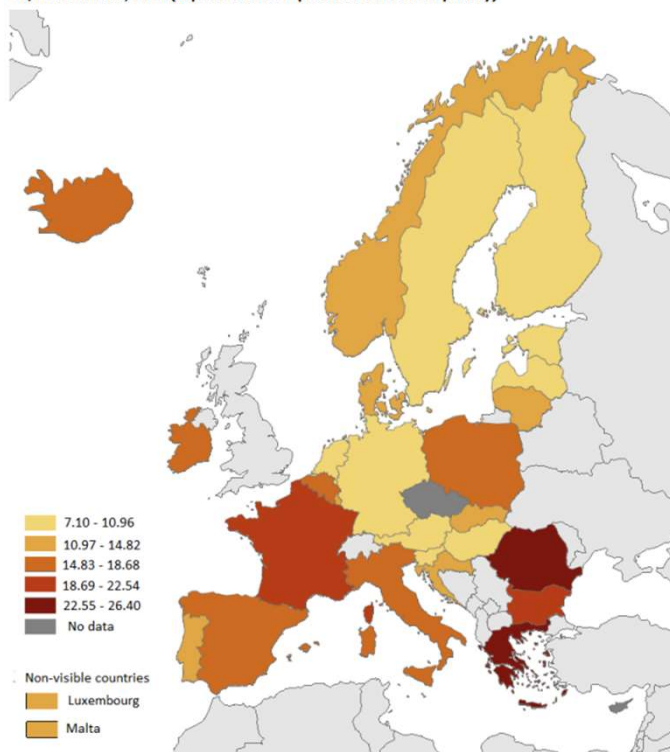 7.10 - 10.96
10.97 - 14.82
14.83 - 18.68
18.69 - 22.54
22.55 - 26.40
No data
Non-visible countries
Luxembourg
Malta